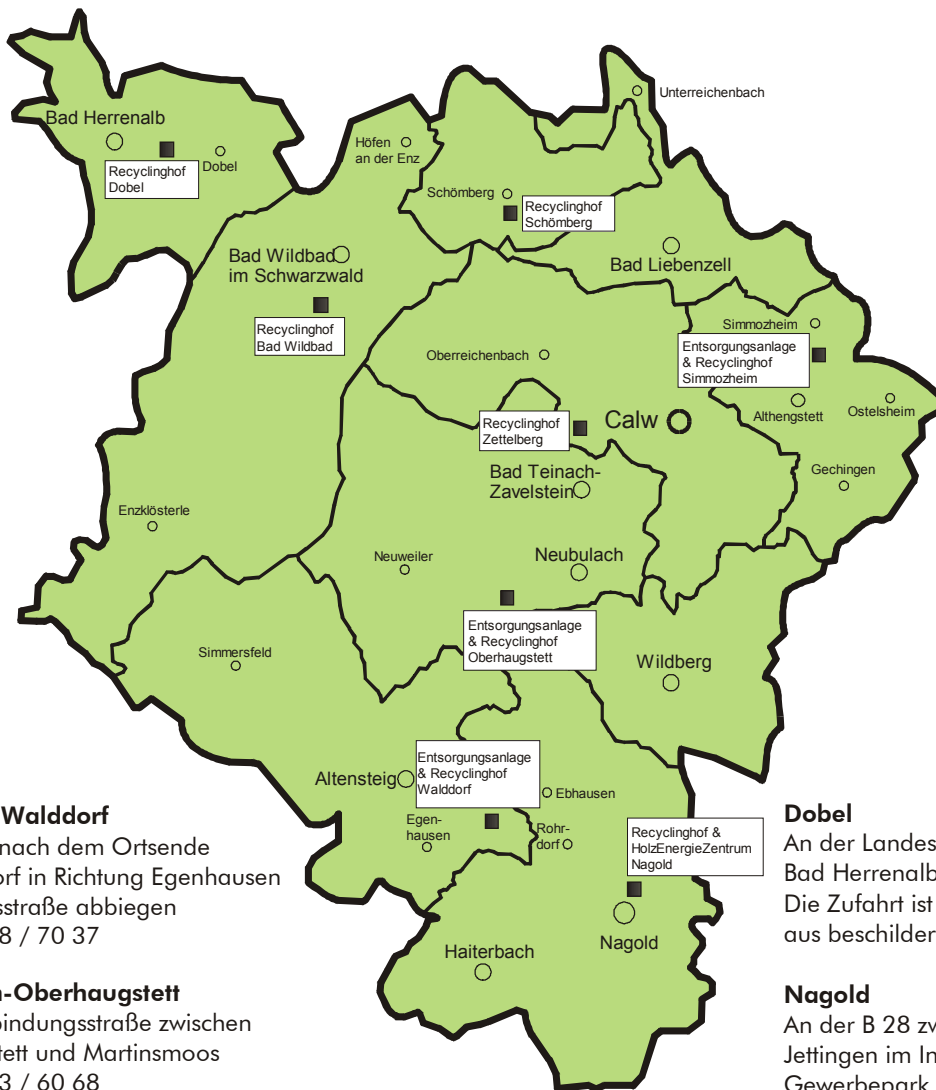 Unterreichenbach
Bad Herrenalb
Höfen
an der Enz
Dobel
Recyclinghof
Dobel
Schömberg
Recyclinghof
Schömberg
Bad Wildbad
im Schwarzwald
Bad Liebenzell
Recyclinghof
Bad Wildbad
Simmozheim
Entsorgungsanlage
& Recyclinghof
Simmozheim
Oberreichenbach
Althengstett
Ostelsheim
Recyclinghof
Zettelberg
Calw
Bad Teinach-
Zavelstein
Gechingen
Enzklösterle
Neuweiler
Neubulach
Entsorgungsanlage
& Recyclinghof
Oberhaugstett
Simmersfeld
Wildberg
Entsorgungsanlage
& Recyclinghof
Walddorf
Altensteig
Ebhausen
Egen-
hausen
Rohr-
dorf
Recyclinghof &
HolzEnergieZentrum
Nagold
Nagold
Haiterbach
Walddorf
nach dem Ortsende
orf in Richtung Egenhausen
sstraße abbiegen
8 / 70 37
n-Oberhaugstett
bindungsstraße zwischen
tett und Martinsmoos
3 / 60 68
Dobel
An der Landes
Bad Herrenalb
Die Zufahrt ist
aus beschilder
Nagold
An der B 28 zw
Jettingen im In
Gewerbepark